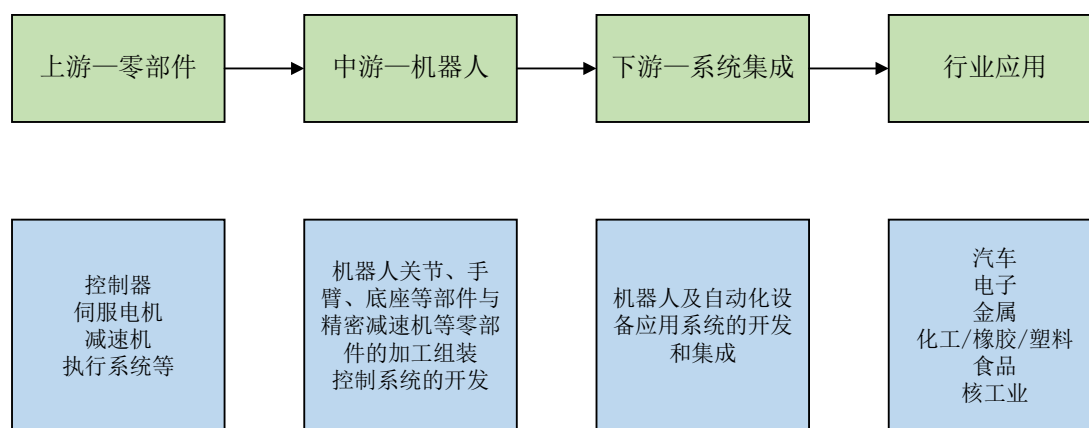 上游—零部件
中游—机器人
下游—系统集成
行业应用
控制器
伺服电机
减速机
执行系统等
机器人关节、手
臂、底座等部件与
精密减速机等零部
件的加工组装
控制系统的开发
机器人及自动化设
备应用系统的开发
和集成
汽车
电子
金属
化工/橡胶/塑料
食品
核工业